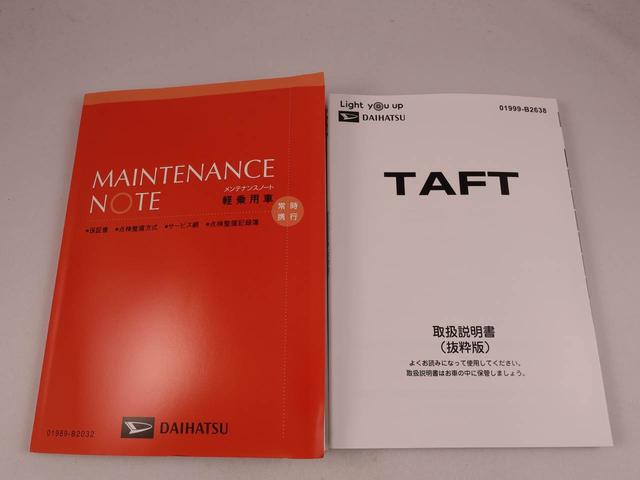 MAINTENANCE
NOTE
メンテナンスノート
軽乗用車
常時
携行
●保証書 ●点検整備方式 ●サービス網 ●点検整備記録簿
DAIHATSU
01989-B2032
Light you up
DAIHATSU
01999-B2638
TAFT
取扱説明書
(抜粋版)
よくお読みになって使用してください。
取扱説明書はお車の中に保管しましょう。